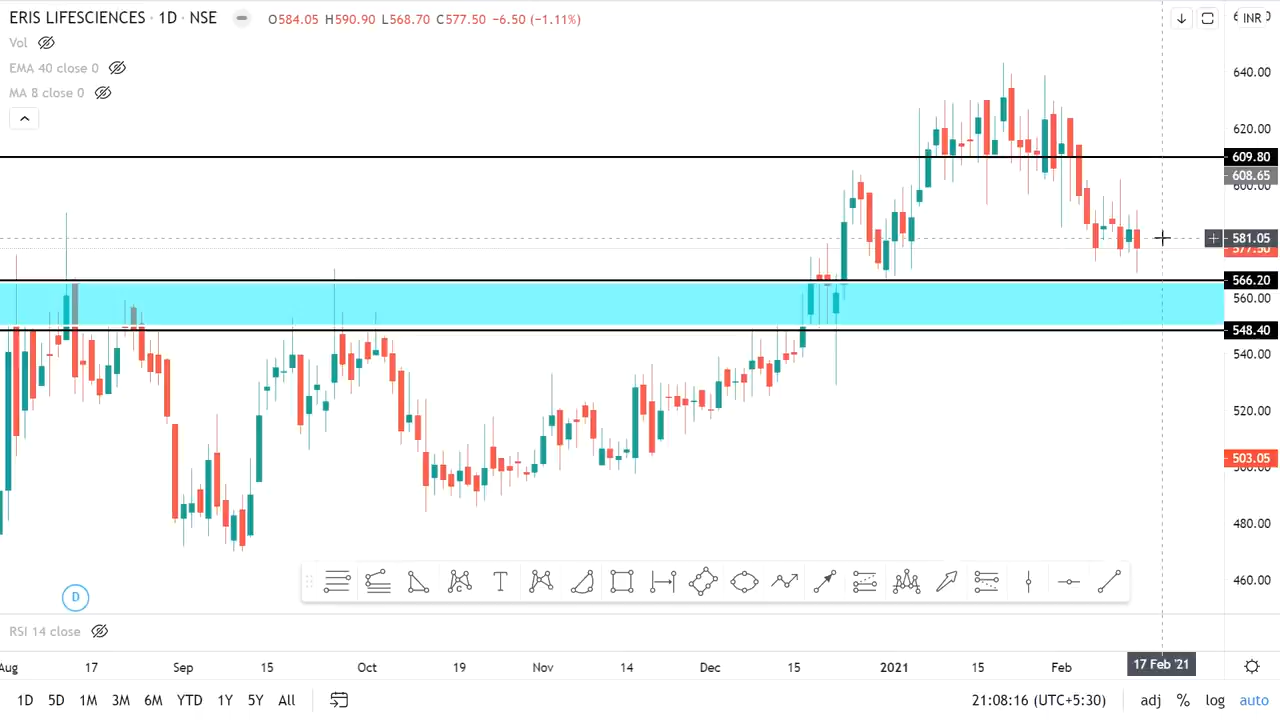 ERIS LIFESCIENCES · 1D · NSE
O584.05 H590.90 L568.70 C577.50 −6.50 (−1.11%)
INR
Vol
EMA 40 close 0
MA 8 close 0
640.00
620.00
609.80
608.65
600.00
581.05
577.50
566.20
560.00
548.40
540.00
520.00
503.05
500.00
480.00
460.00
D
RSI 14 close
Aug 17 Sep 15 Oct 19 Nov 14 Dec 15 2021 15 Feb 17 Feb '21
1D 5D 1M 3M 6M YTD 1Y 5Y All
21:08:16 (UTC+5:30) adj % log auto